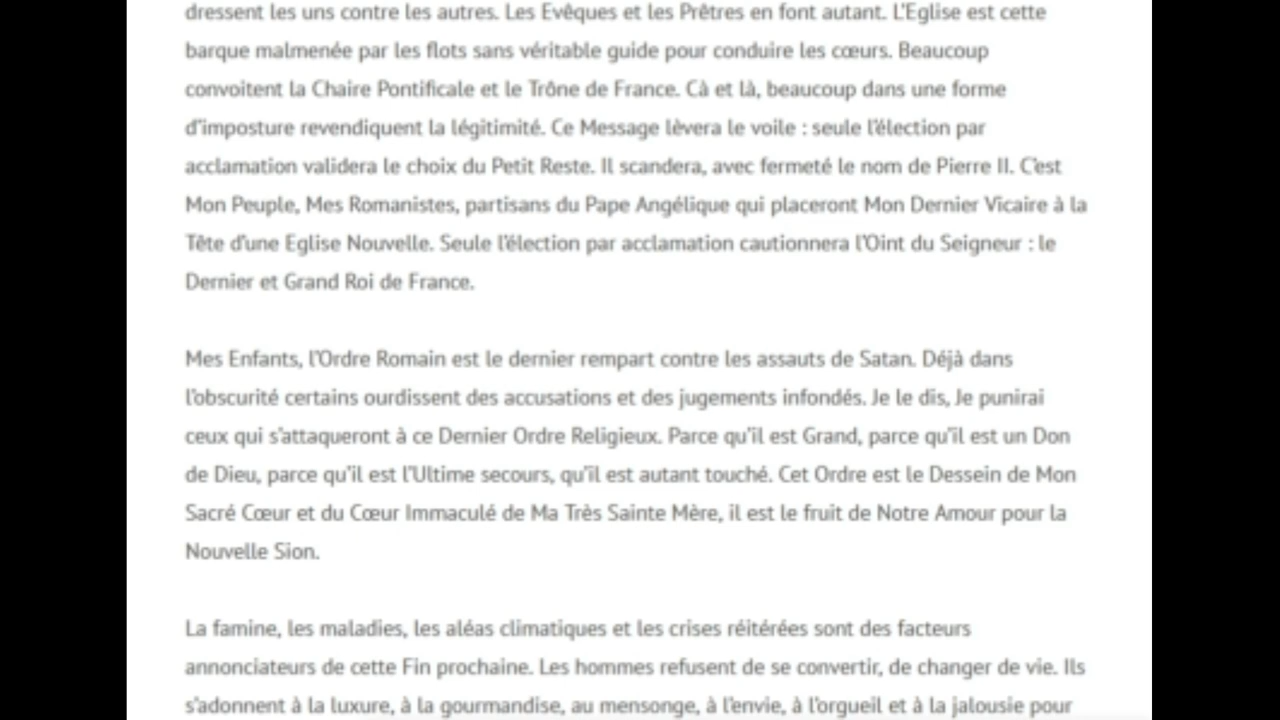 dressent les uns contre les autres. Les Evêques et les Prêtres en font autant. L'Eglise est cette
barque malmenée par les flots sans véritable guide pour conduire les cœurs. Beaucoup
convoitent la Chaire Pontificale et le Trône de France. Cà et là, beaucoup dans une forme
d'imposture revendiquent la légitimité. Ce Message lèvera le voile : seule l'élection par
acclamation validera le choix du Petit Reste. Il scandera, avec fermeté le nom de Pierre II. C'est
Mon Peuple, Mes Romanistes, partisans du Pape Angélique qui placeront Mon Dernier Vicaire à la
Tête d'une Eglise Nouvelle. Seule l'élection par acclamation cautionnera l'Oint du Seigneur : le
Dernier et Grand Roi de France.
Mes Enfants, l'Ordre Romain est le dernier rempart contre les assauts de Satan. Déjà dans
l'obscurité certains ourdissent des accusations et des jugements infondés. Je le dis, Je punirai
ceux qui s'attaqueront à ce Dernier Ordre Religieux. Parce qu'il est Grand, parce qu'il est un Don
de Dieu, parce qu'il est l'Ultime secours, qu'il est autant touché. Cet Ordre est le Dessein de Mon
Sacré Cœur et du Cœur Immaculé de Ma Très Sainte Mère, il est le fruit de Notre Amour pour la
Nouvelle Sion.
La famine, les maladies, les aléas climatiques et les crises réitérées sont des facteurs
annonciateurs de cette Fin prochaine. Les hommes refusent de se convertir, de changer de vie. Ils
s'adonnent à la luxure, à la gourmandise, au mensonge, à l'envie, à l'orgueil et à la jalousie pour